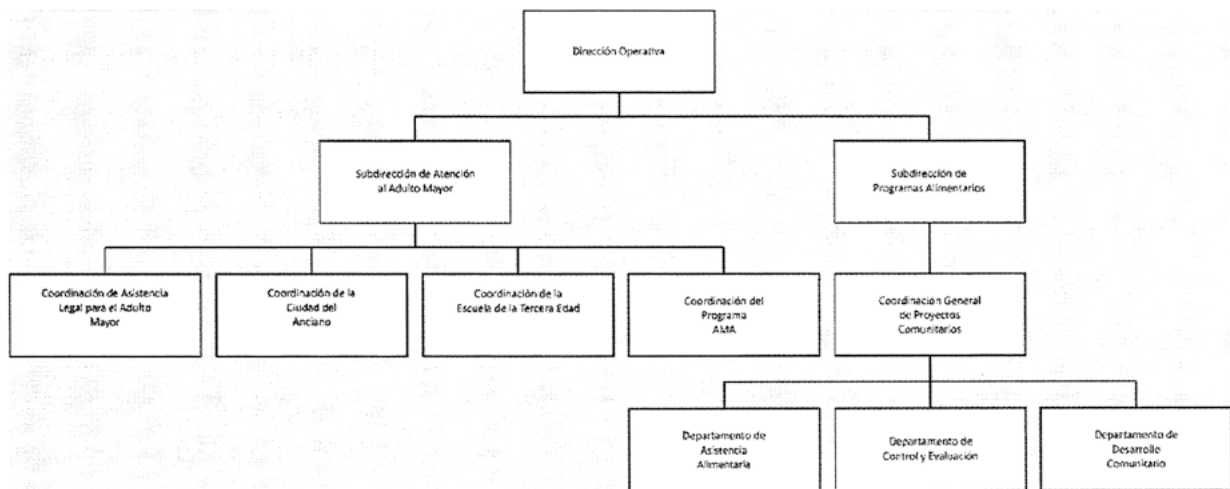 Dirección Operativa
Subdirección de Atención
al Adulto Mayor
Subdirección de
Programas Alimentarios
Coordinación de Asistencia
Legal para el Adulto
Mayor
Coordinación de la
Ciudad del
Anciano
Coordinación de la
Escuela de la Tercera Edad
Coordinación del
Programa
AMA
Coordinación General
de Proyectos
Comunitarios
Departamento de
Asistencia
Alimentaria
Departamento de
Control y Evaluación
Departamento de
Desarrollo
Comunitario